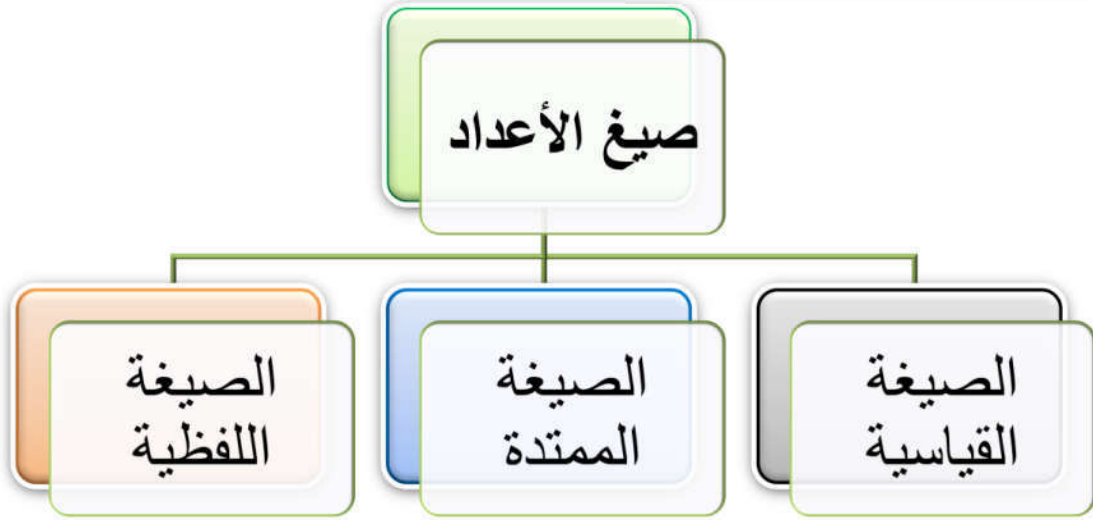 صيغ الأعداد
الصيغة
القياسية
الصيغة
الممتدة
الصيغة
اللفظية